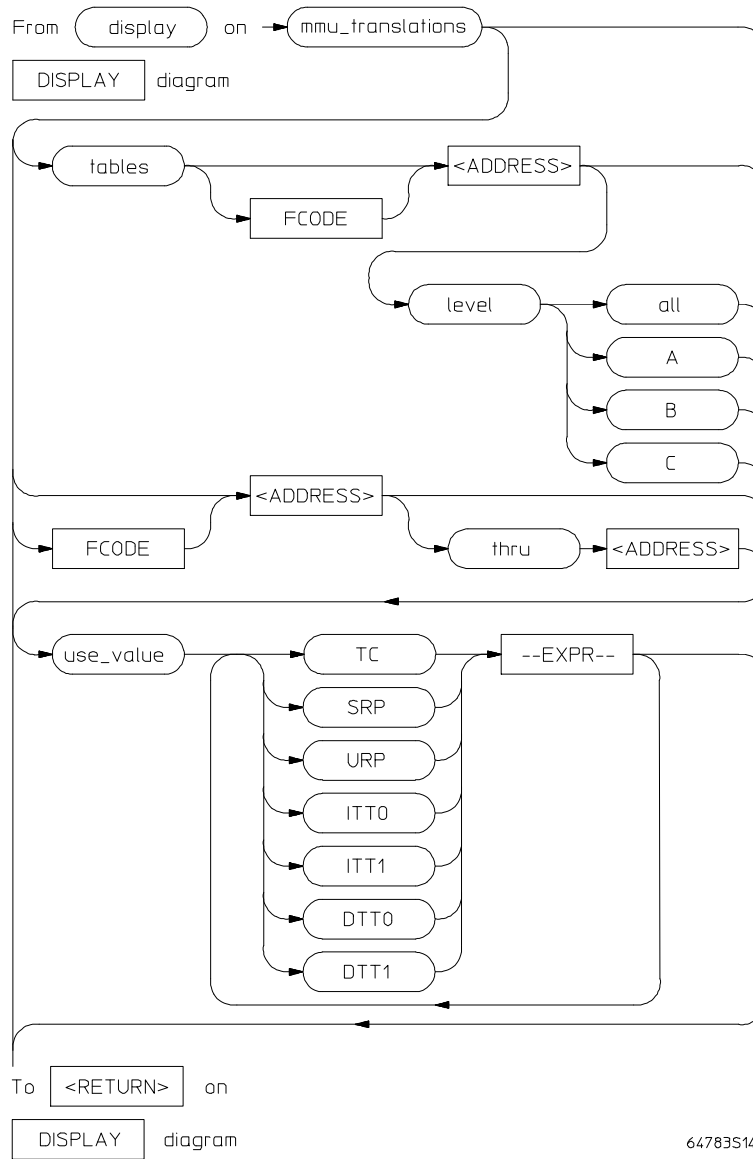 From display on mmu_translations
DISPLAY diagram
tables <ADDRESS>
FCODE
level all
A
B
C
<ADDRESS>
FCODE thru <ADDRESS>
use_value TC --EXPR--
SRP
URP
ITT0
ITT1
DTT0
DTT1
To <RETURN> on
DISPLAY diagram
64783S14